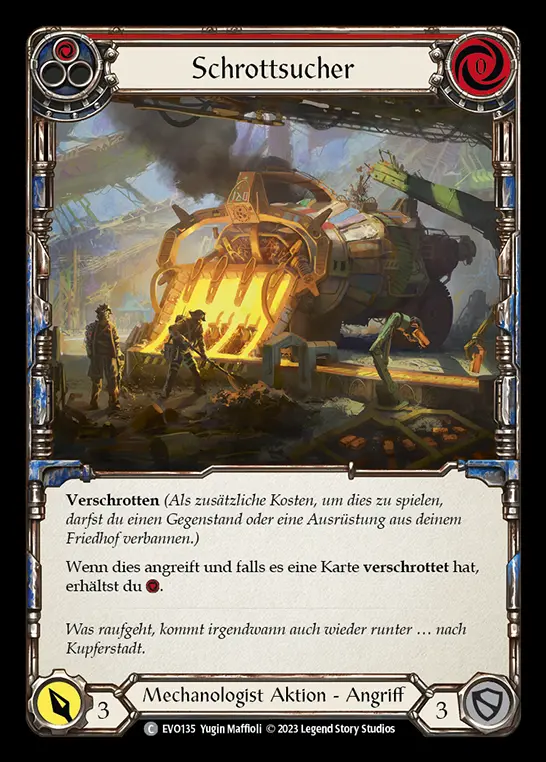 Schrottsucher
0
Verschrotten (Als zusätzliche Kosten, um dies zu spielen,
darfst du einen Gegenstand oder eine Ausrüstung aus deinem
Friedhof verbannen.)
Wenn dies angreift und falls es eine Karte verschrottet hat,
erhältst du
.
Was raufgeht, kommt irgendwann auch wieder runter … nach
Kupferstadt.
3
Mechanologist Aktion - Angriff
3
C EVO135 Yugin Maffioli © 2023 Legend Story Studios